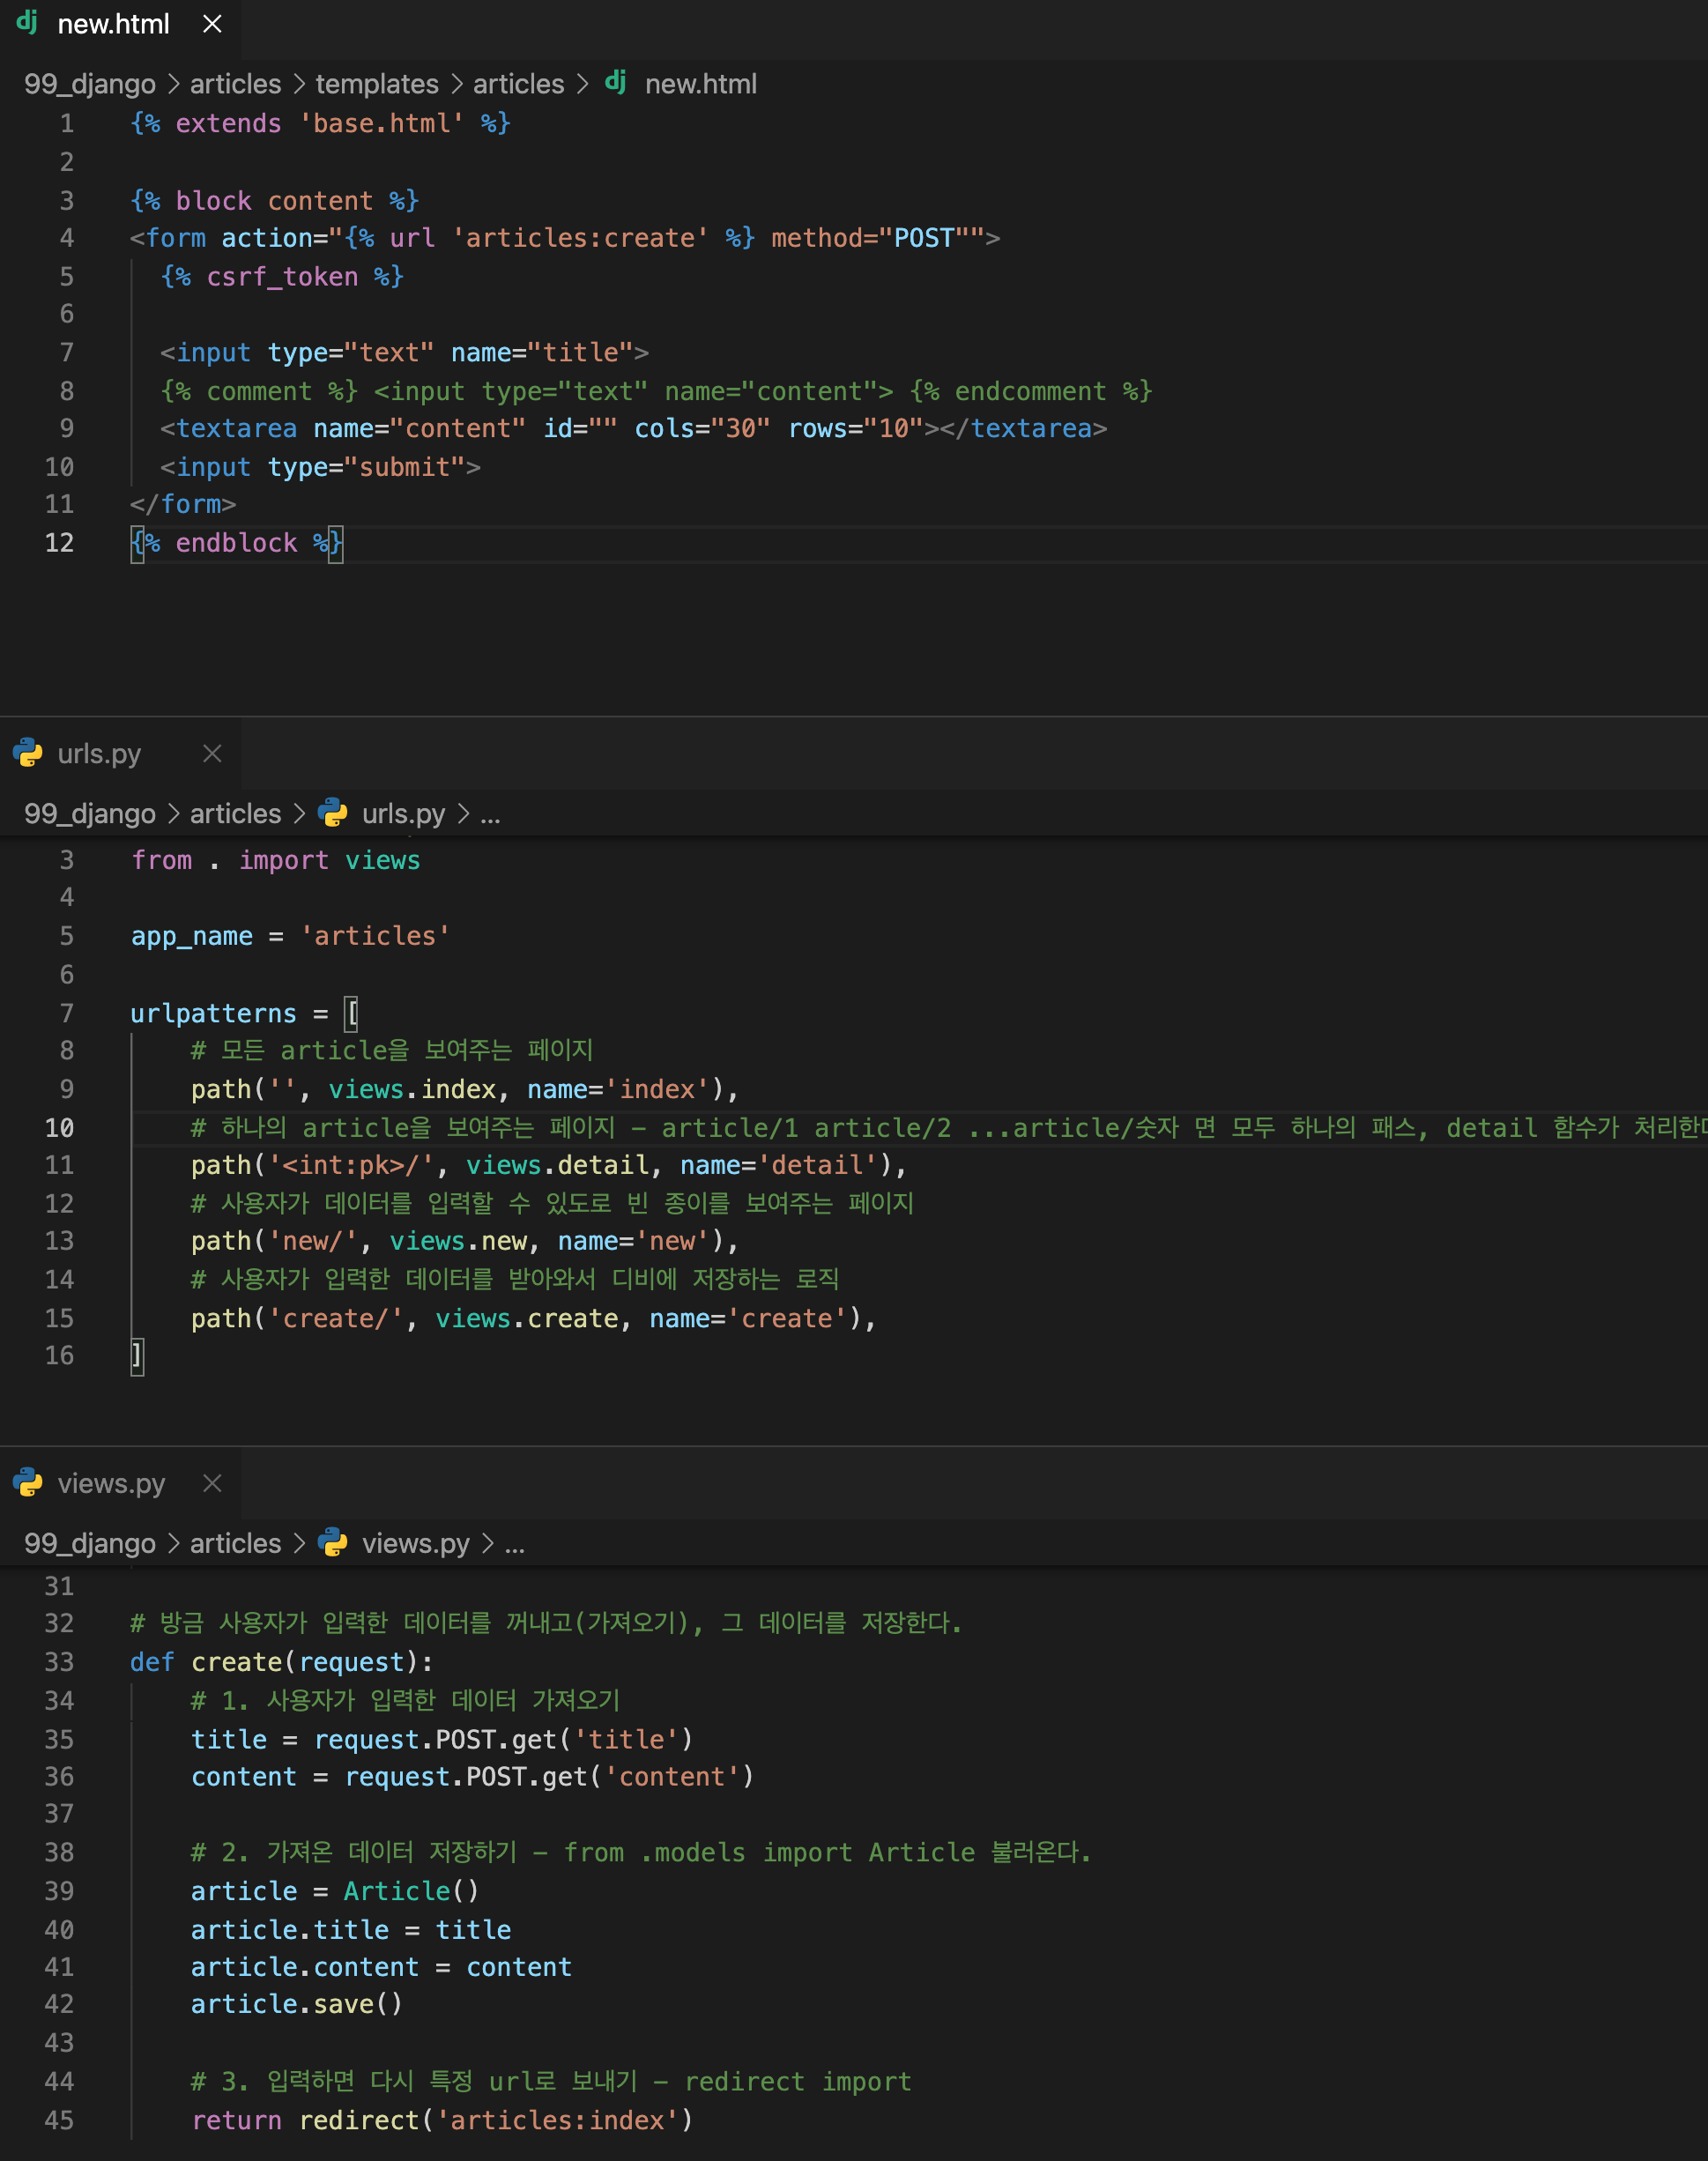 new.html
99_django > articles > templates > articles > new.html
1 {% extends 'base.html' %}
2
3 {% block content %}
4 <form action="{% url 'articles:create' %} method="POST"">
5 {% csrf_token %}
6
7 <input type="text" name="title">
8 {% comment %} <input type="text" name="content"> {% endcomment %}
9 <textarea name="content" id="" cols="30" rows="10"></textarea>
10 <input type="submit">
11 </form>
12 {% endblock %}
urls.py
99_django > articles > urls.py > ...
3 from . import views
4
5 app_name = 'articles'
6
7 urlpatterns = [
8 # 모든 article을 보여주는 페이지
9 path('', views.index, name='index'),
10 # 하나의 article을 보여주는 페이지 – article/1 article/2 ...article/숫자 면 모두 하나의 패스, detail 함수가 처리한
11 path('<int:pk>/', views.detail, name='detail'),
12 # 사용자가 데이터를 입력할 수 있도로 빈 종이를 보여주는 페이지
13 path('new/', views.new, name='new'),
14 # 사용자가 입력한 데이터를 받아와서 디비에 저장하는 로직
15 path('create/', views.create, name='create'),
16 ]
views.py
99_django > articles > views.py > ...
31
32 # 방금 사용자가 입력한 데이터를 꺼내고(가져오기), 그 데이터를 저장한다.
33 def create(request):
34 # 1. 사용자가 입력한 데이터 가져오기
35 title = request.POST.get('title')
36 content = request.POST.get('content')
37
38 # 2. 가져온 데이터 저장하기 – from .models import Article 불러온다.
39 article = Article()
40 article.title = title
41 article.content = content
42 article.save()
43
44 # 3. 입력하면 다시 특정 url로 보내기 – redirect import
45 return redirect('articles:index')